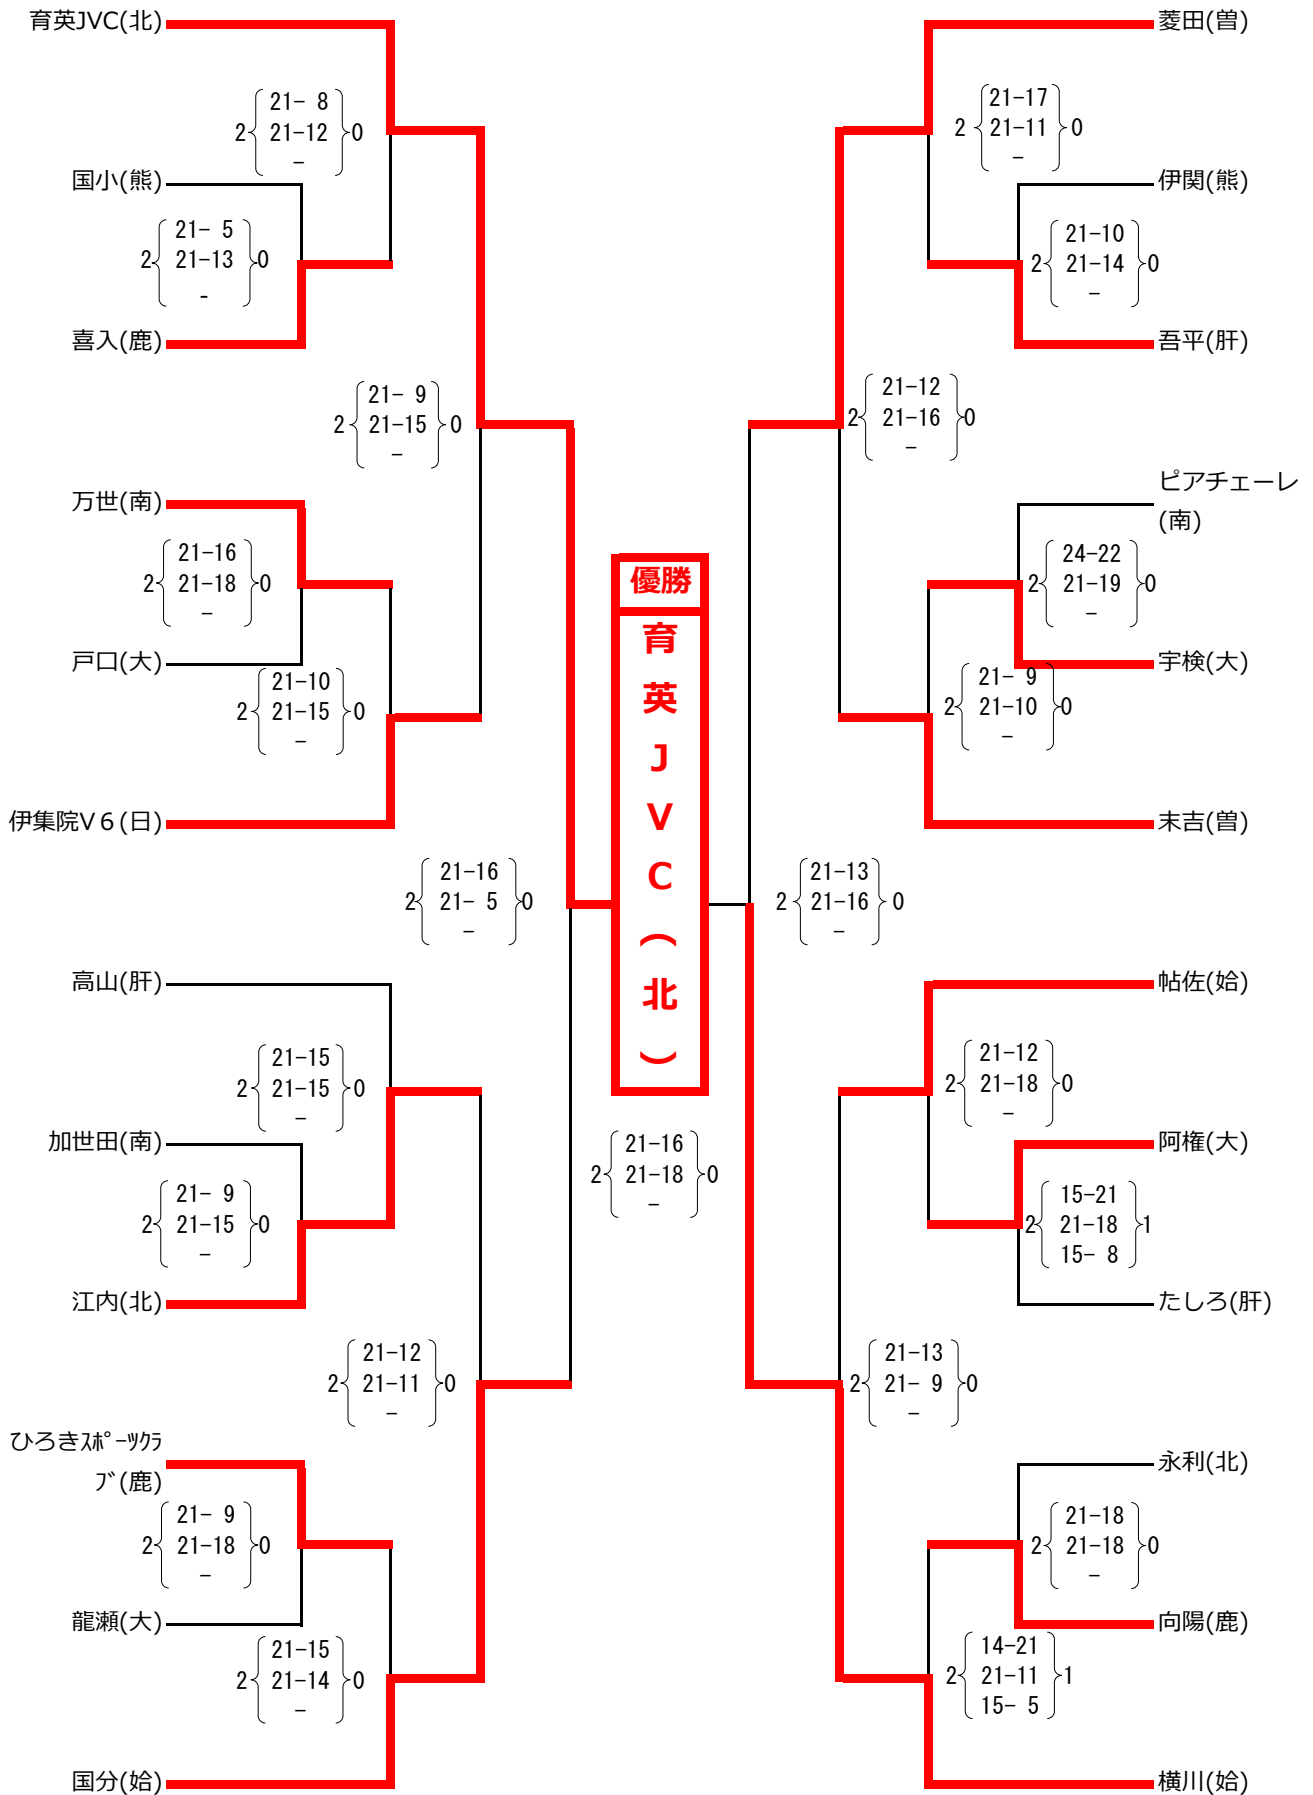 育英JVC(北)
21- 8
2 21-12 0
-
国小(熊)
21- 5
2 21-13 0
-
喜入(鹿)
21- 9
2 21-15 0
-
万世(南)
21-16
2 21-18 0
-
戸口(大)
21-10
2 21-15 0
-
伊集院V６(日)
21-16
2 21- 5 0
-
高山(肝)
21-15
2 21-15 0
-
加世田(南)
21- 9
2 21-15 0
-
江内(北)
21-12
2 21-11 0
-
ひろきｽﾎﾟｰﾂｸﾗ
ﾌﾞ(鹿)
21- 9
2 21-18 0
-
龍瀬(大)
21-15
2 21-14 0
-
国分(姶)
優勝
育
英
J
V
C
（
北
）
21-16
2 21-18 0
-
菱田(曽)
21-17
2 21-11 0
-
伊関(熊)
21-10
2 21-14 0
-
吾平(肝)
21-12
2 21-16 0
-
ピアチェーレ
(南)
24-22
2 21-19 0
-
宇検(大)
21- 9
2 21-10 0
-
末吉(曽)
21-13
2 21-16 0
-
帖佐(姶)
21-12
2 21-18 0
-
阿権(大)
15-21
2 21-18 1
15- 8
たしろ(肝)
21-13
2 21- 9 0
-
永利(北)
21-18
2 21-18 0
-
向陽(鹿)
14-21
2 21-11 1
15- 5
横川(姶)